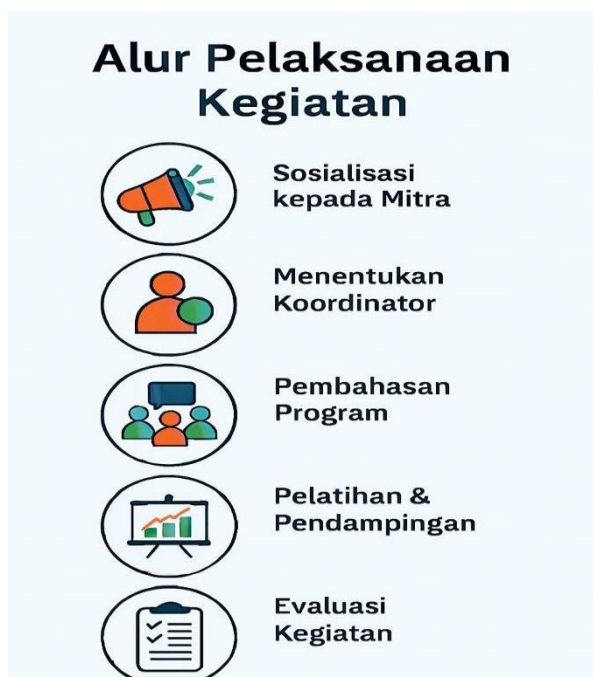 Alur Pelaksanaan
Kegiatan
Sosialisasi
kepada Mitra
Menentukan
Koordinator
Pembahasan
Program
Pelatihan &
Pendampingan
Evaluasi
Kegiatan